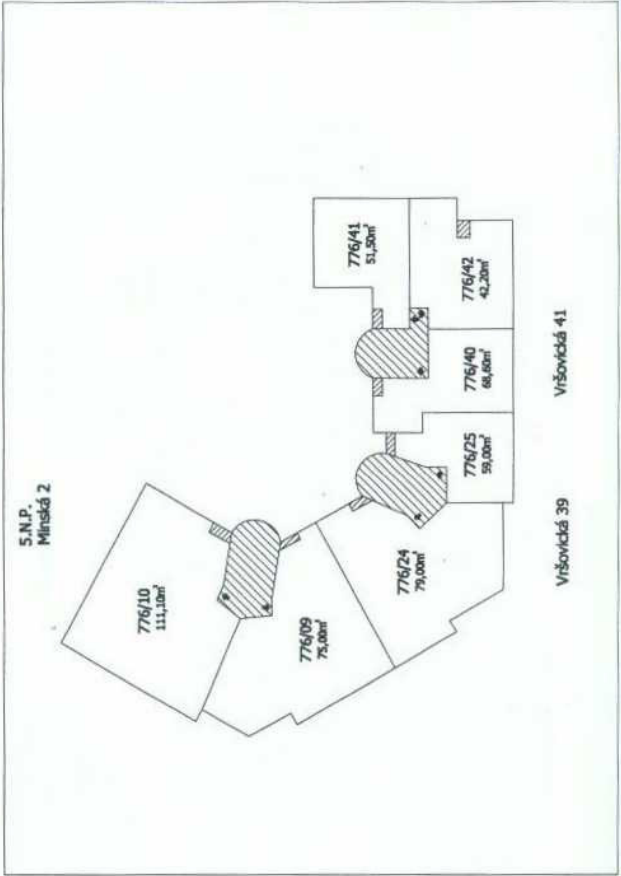 5.N.P.
Minská 2
776/10
111,10m²
776/09
75,00m²
776/24
79,00m²
776/25
59,00m²
776/40
68,60m²
776/41
51,50m²
776/42
42,20m²
Vršovická 39
Vršovická 41